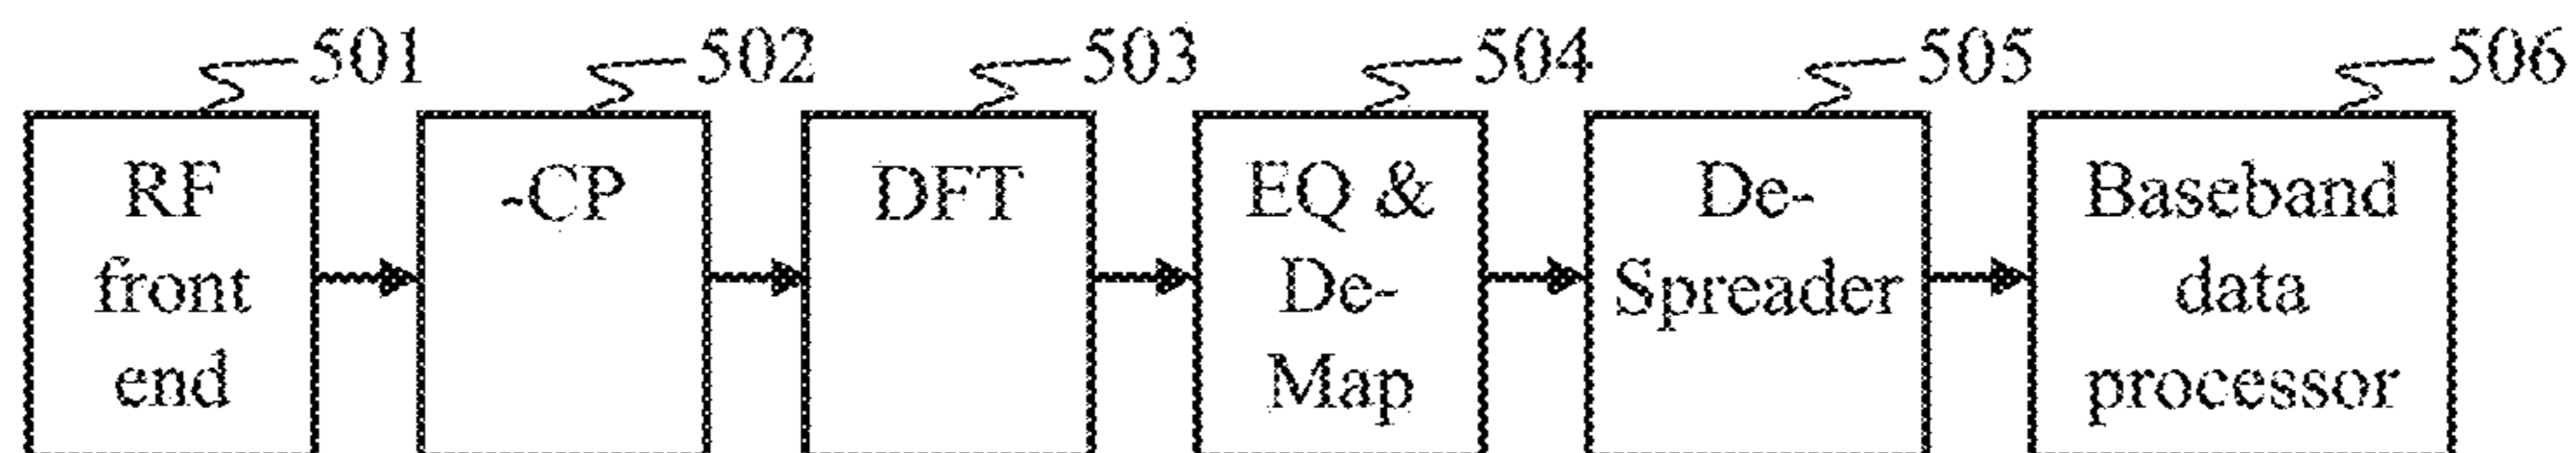 501 502 503 504 505 506
RF
front
end
-CP
DFT
EQ &
De-
Map
De-
Spreader
Baseband
data
processor